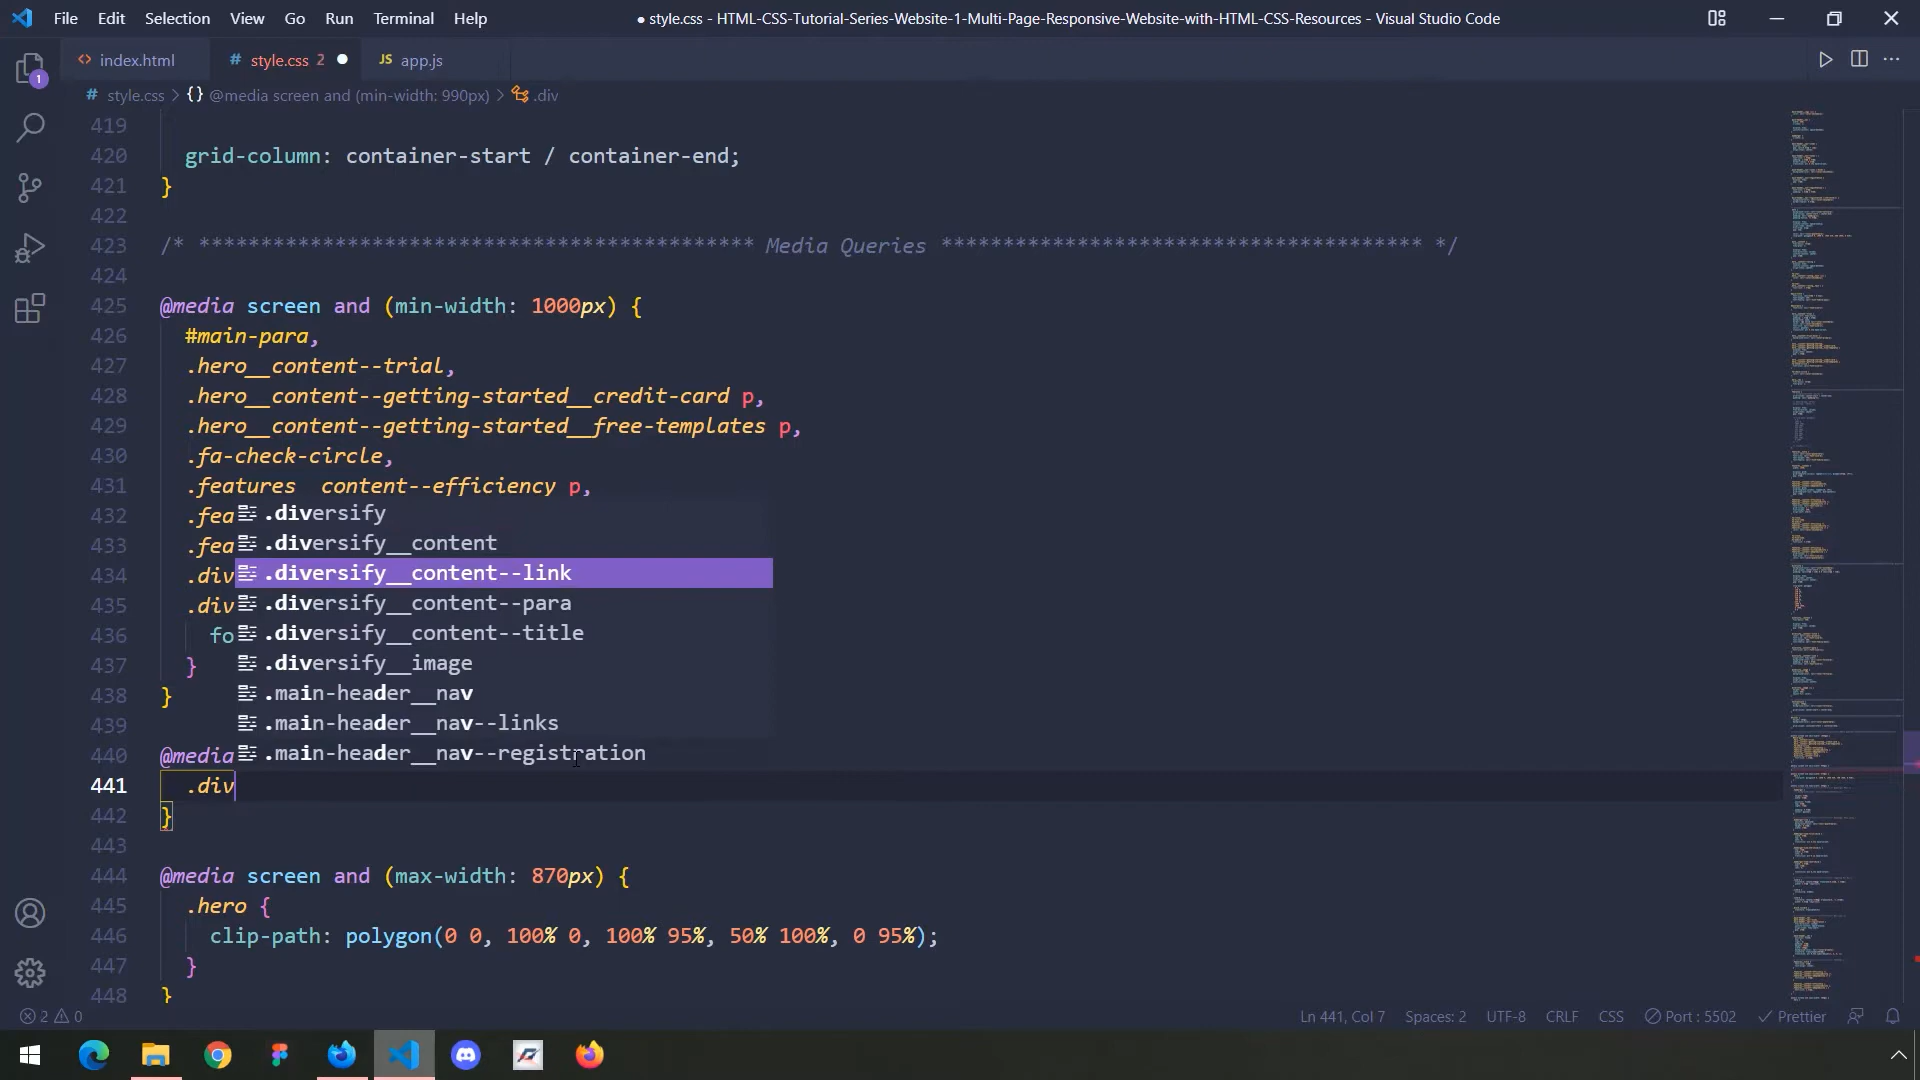 File Edit Selection View Go Run Terminal Help
● style.css - HTML-CSS-Tutorial-Series-Website-1-Multi-Page-Responsive-Website-with-HTML-CSS-Resources - Visual Studio Code
<> index.html # style.css 2 ● JS app.js
# style.css > {} @media screen and (min-width: 990px) > .div
1
419
420 grid-column: container-start / container-end;
421 }
422
423 /* ********************************************* Media Queries *************************************** */
424
425 @media screen and (min-width: 1000px) {
426 #main-para,
427 .hero__content--trial,
428 .hero__content--getting-started__credit-card p,
429 .hero__content--getting-started__free-templates p,
430 .fa-check-circle,
431 .features  content--efficiency p,
432 .fea .diversify
433 .fea .diversify__content
434 .div .diversify__content--link
435 .div .diversify__content--para
436 fo .diversify__content--title
437 } .diversify__image
438 } .main-header__nav
439 .main-header__nav--links
440 @media .main-header__nav--registration
441 .div
442 }
443
444 @media screen and (max-width: 870px) {
445 .hero {
446 clip-path: polygon(0 0, 100% 0, 100% 95%, 50% 100%, 0 95%);
447 }
448 }
2 0 Ln 441, Col 7 Spaces: 2 UTF-8 CRLF CSS Port : 5502 Prettier